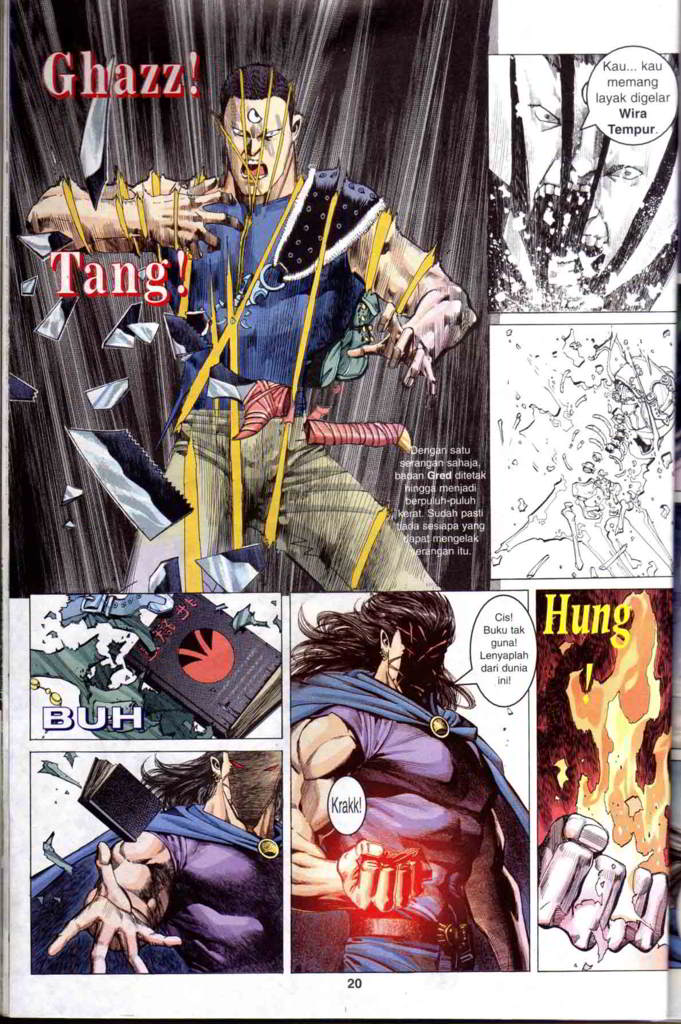 Ghazz!
Tang!
Kau... kau
memang
layak digelar
Wira
Tempur.
Dengan satu
serangan sahaja,
badan Gred ditetak
hingga menjadi
berpuluh-puluh
kerat. Sudah pasti
tiada sesiapa yang
dapat mengelak
serangan itu.
BUH
Cis!
Buku tak
guna!
Lenyaplah
dari dunia
ini!
Krakk!
Hung
!
20